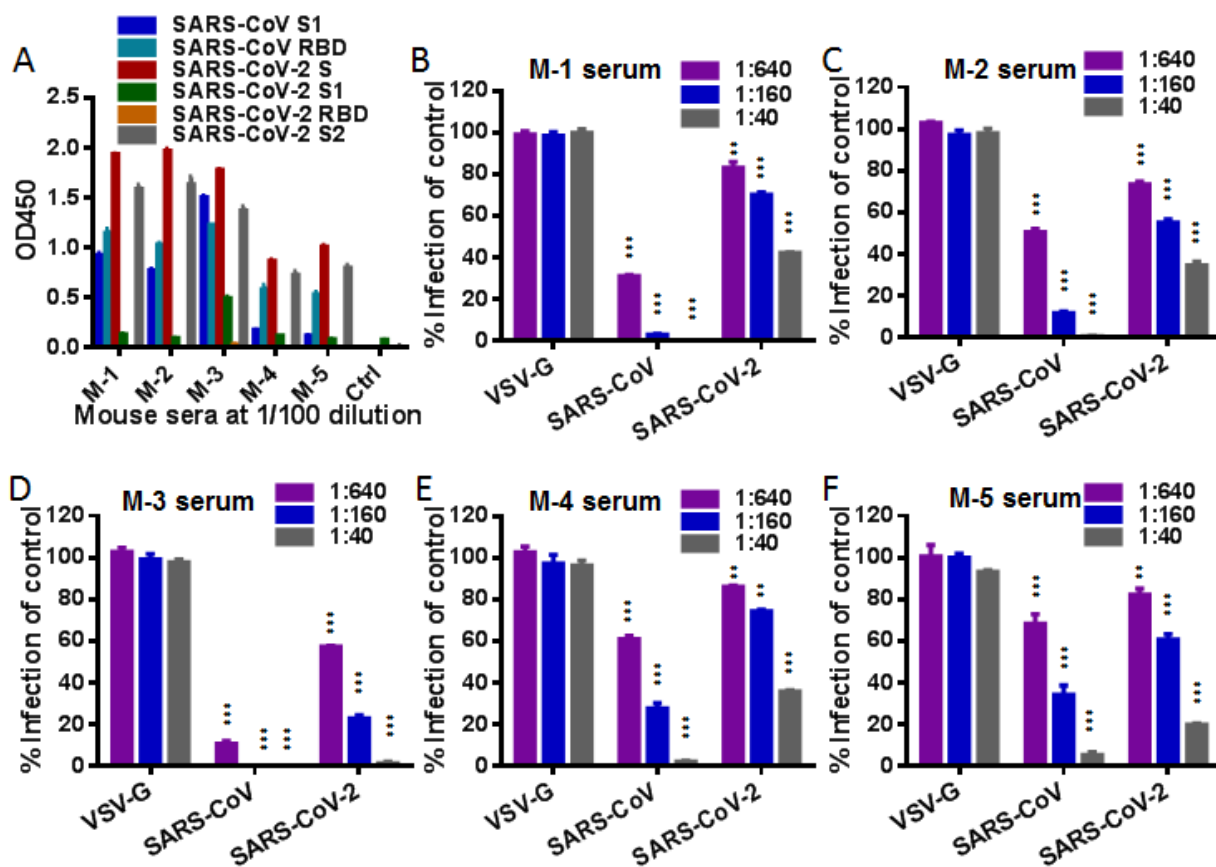 A
SARS-CoV S1
SARS-CoV RBD
SARS-CoV-2 S
SARS-CoV-2 S1
SARS-CoV-2 RBD
SARS-CoV-2 S2
OD450
2.5
2.0
1.5
1.0
0.5
0.0
M-1 M-2 M-3 M-4 M-5 Ctrl
Mouse sera at 1/100 dilution
B
M-1 serum
1:640
1:160
1:40
% Infection of control
120
100
80
60
40
20
0
*** *** *** ** *** ***
VSV-G SARS-CoV SARS-CoV-2
C
M-2 serum
1:640
1:160
1:40
% Infection of control
120
100
80
60
40
20
0
*** *** *** *** *** ***
VSV-G SARS-CoV SARS-CoV-2
D
M-3 serum
1:640
1:160
1:40
% Infection of control
120
100
80
60
40
20
0
*** *** *** *** *** ***
VSV-G SARS-CoV SARS-CoV-2
E
M-4 serum
1:640
1:160
1:40
% Infection of control
120
100
80
60
40
20
0
*** *** *** ** ** ***
VSV-G SARS-CoV SARS-CoV-2
F
M-5 serum
1:640
1:160
1:40
% Infection of control
120
100
80
60
40
20
0
*** *** *** ** *** ***
VSV-G SARS-CoV SARS-CoV-2